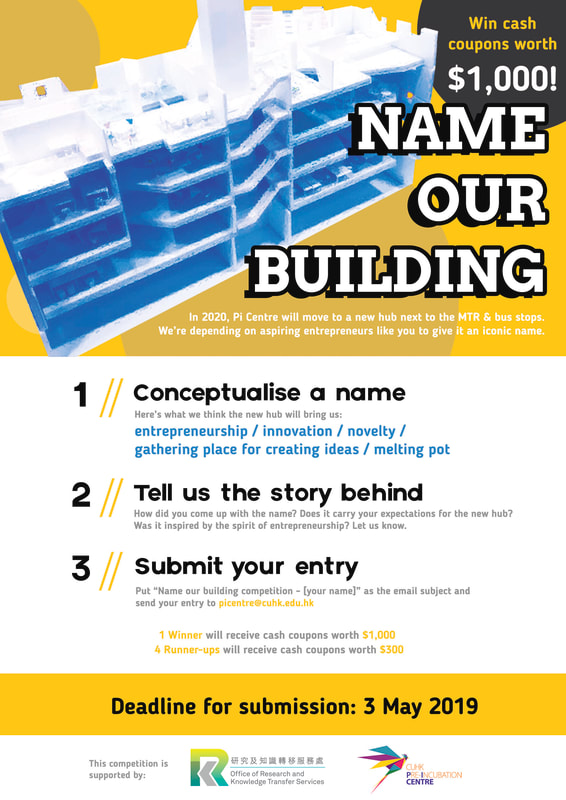 Win cash
coupons worth
$1,000!
NAME
OUR
BUILDING
In 2020, Pi Centre will move to a new hub next to the MTR & bus stops.
We're depending on aspiring entrepreneurs like you to give it an iconic name.
1 // Conceptualise a name
Here's what we think the new hub will bring us:
entrepreneurship / innovation / novelty /
gathering place for creating ideas / melting pot
2 // Tell us the story behind
How did you come up with the name? Does it carry your expectations for the new hub?
Was it inspired by the spirit of entrepreneurship? Let us know.
3 // Submit your entry
Put "Name our building competition - [your name]" as the email subject and
send your entry to picentre@cuhk.edu.hk
1 Winner will receive cash coupons worth $1,000
4 Runner-ups will receive cash coupons worth $300
Deadline for submission: 3 May 2019
This competition is
supported by:
研究及知識轉移服務處
Office of Research and
Knowledge Transfer Services
CUHK
PRE-INCUBATION
CENTRE